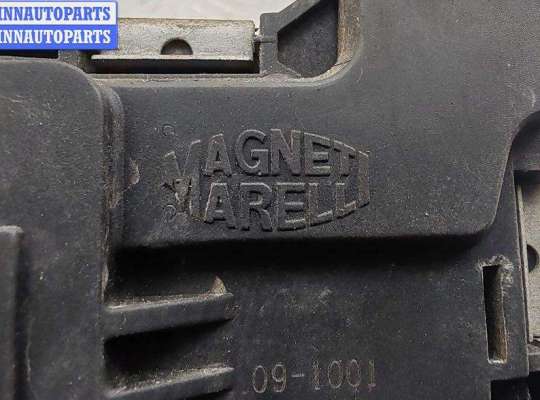 INNAUTOPARTS
INNAUTOPARTS
MAGNETI
MARELLI
09-1001